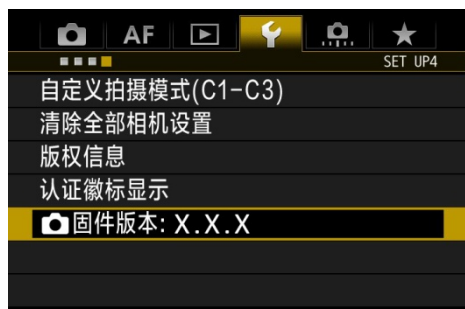 AF
SET UP4
自定义拍摄模式(C1-C3)
清除全部相机设置
版权信息
认证徽标显示
固件版本: X.X.X